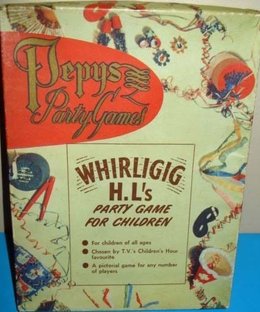 Pepys
Party Games
WHIRLIGIG
H.L's
PARTY GAME
FOR CHILDREN
For children of all ages
Chosen by T.V.'s Children's Hour
favourite
A pictorial game for any number
of players